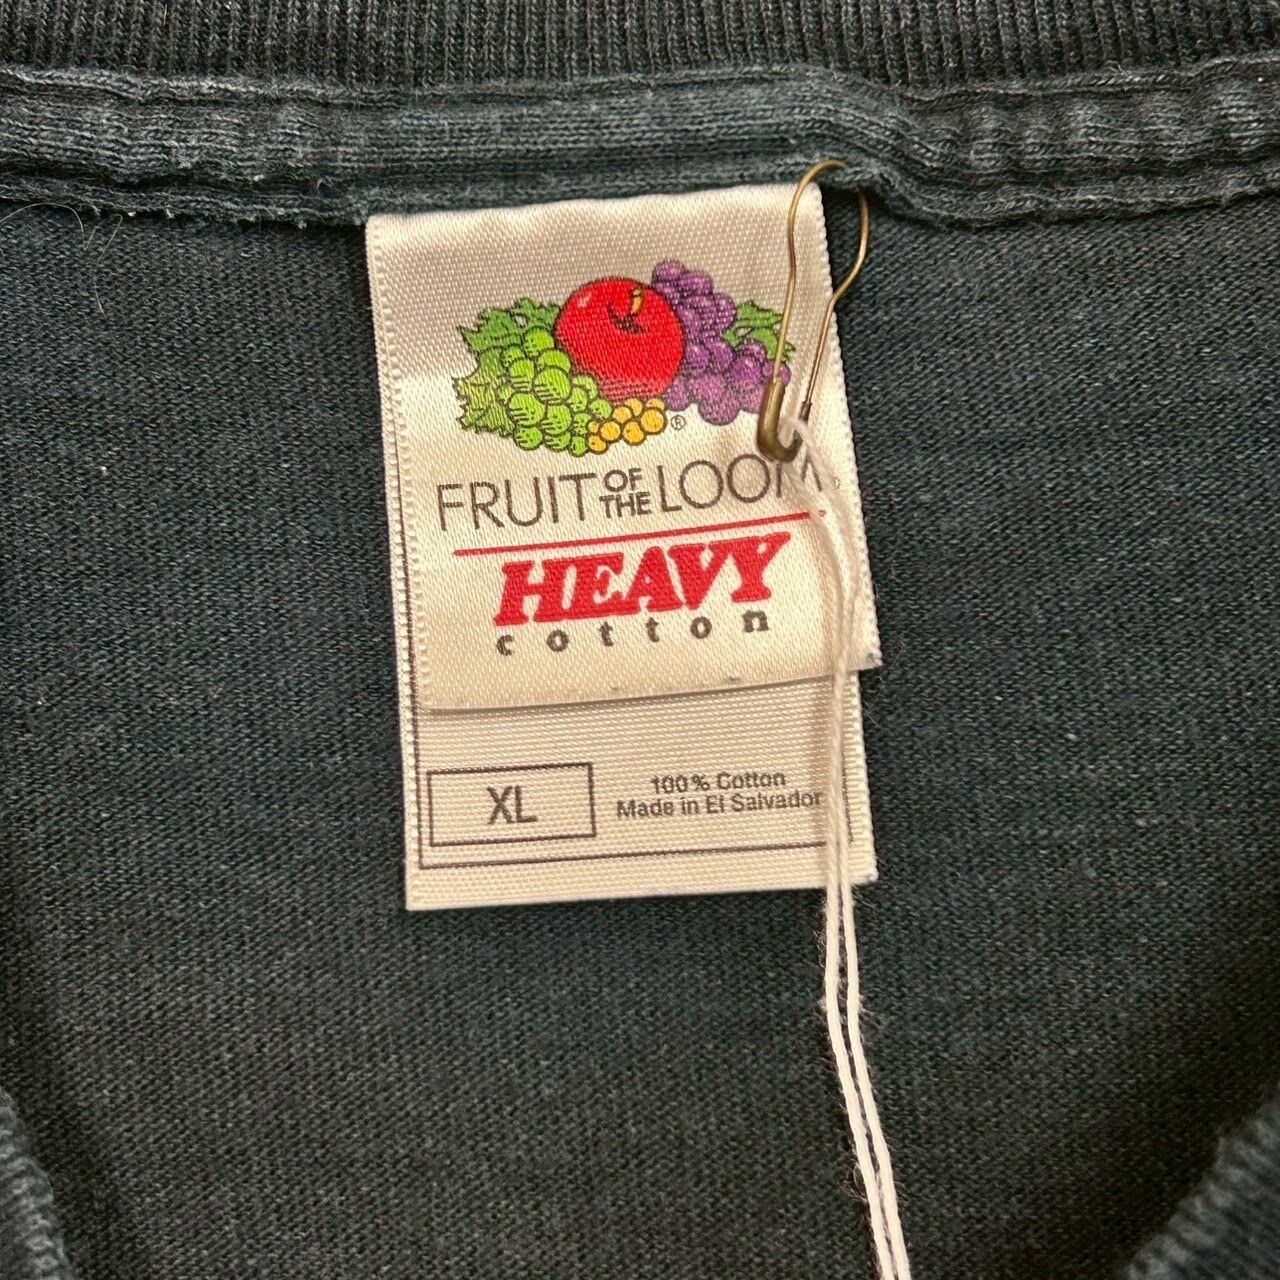 ®
FRUIT OF THE LOOM
HEAVY
cotton
XL
100% Cotton
Made in El Salvador